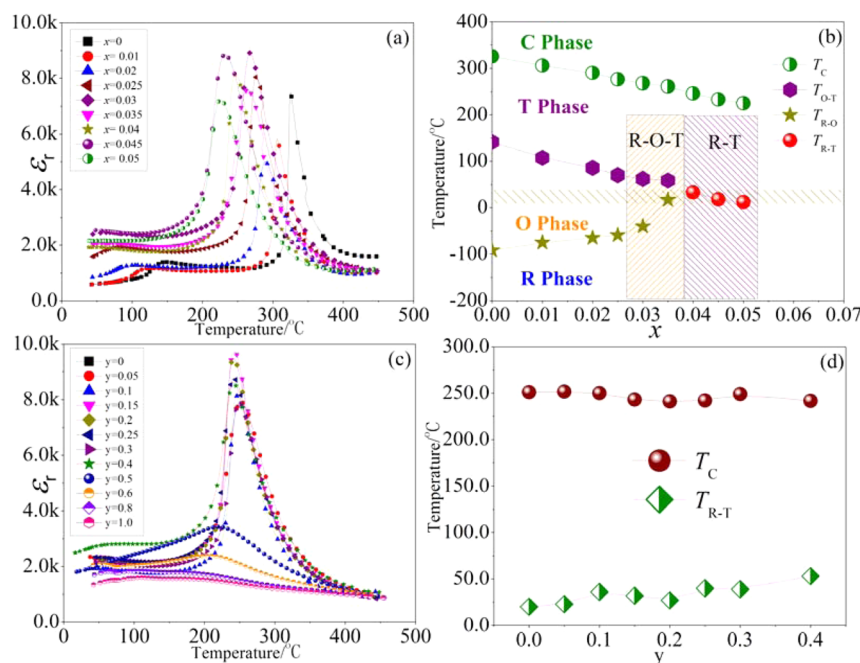 (a)
10.0k
8.0k
6.0k
4.0k
2.0k
0.0
εr
x=0
x= 0.01
x=0.02
x=0.025
x=0.03
x=0.035
x= 0.04
x=0.045
x= 0.05
0 100 200 300 400 500
Temperature/℃
(b)
400
300
200
100
0
-100
-200
Temperature/℃
C Phase
T Phase
O Phase
R Phase
R-O-T
R-T
TC
TO-T
TR-O
TR-T
0.00 0.01 0.02 0.03 0.04 0.05 0.06 0.07
x
(c)
10.0k
8.0k
6.0k
4.0k
2.0k
0.0
εr
y=0
y=0.05
y=0.1
y=0.15
y=0.2
y=0.25
y=0.3
y=0.4
y=0.5
y=0.6
y=0.8
y=1.0
0 100 200 300 400 500
Temperature/℃
(d)
300.0
250.0
200.0
150.0
100.0
50.0
0.0
Temperature/℃
TC
TR-T
0.0 0.1 0.2 0.3 0.4
y